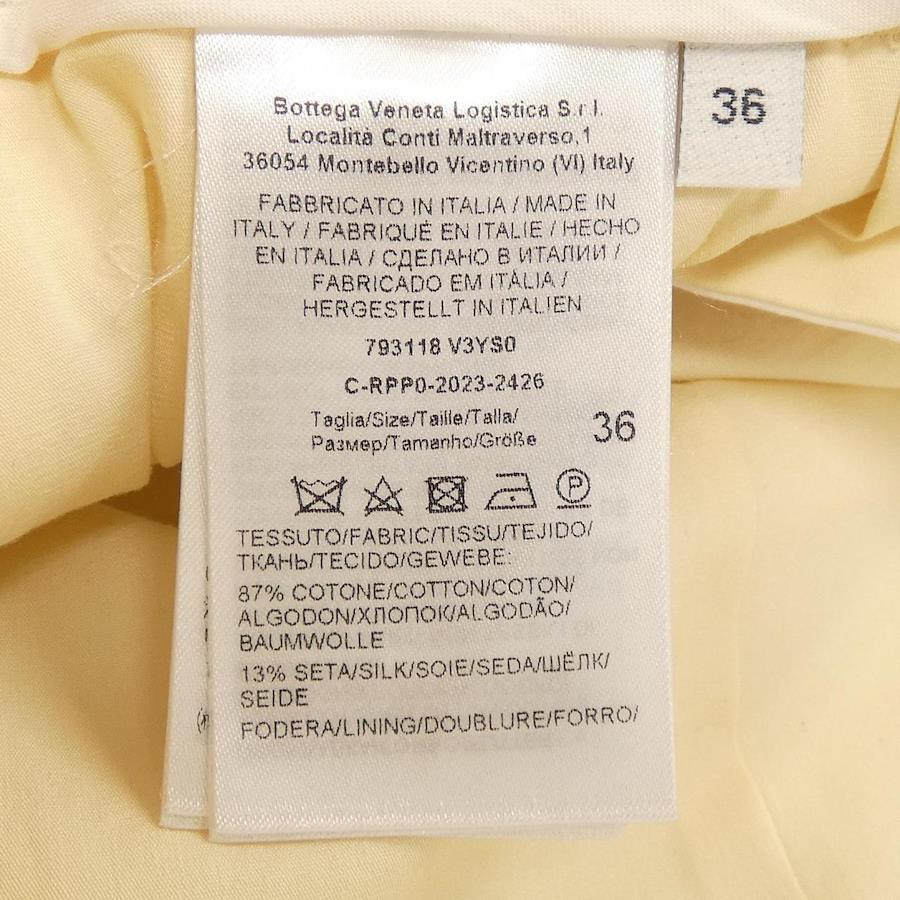 Bottega Veneta Logistica S.r.l.
Località Conti Maltraverso,1
36054 Montebello Vicentino (VI) Italy
36
FABBRICATO IN ITALIA / MADE IN
ITALY / FABRIQUÉ EN ITALIE / HECHO
EN ITALIA / СДЕЛАНО В ИТАЛИИ /
FABRICADO EM ITÁLIA /
HERGESTELLT IN ITALIEN
793118 V3YS0
C-RPP0-2023-2426
Taglia/Size/Taille/Talla/
Размер/Tamanho/Größe
36
P
TESSUTO/FABRIC/TISSU/TEJIDO/
ТКАНЬ/TECIDO/GEWEBE:
87% COTONE/COTTON/COTON/
ALGODON/ХЛОПОК/ALGODÃO/
BAUMWOLLE
13% SETA/SILK/SOIE/SEDA/ШЁЛК/
SEIDE
FODERA/LINING/DOUBLURE/FORRO/